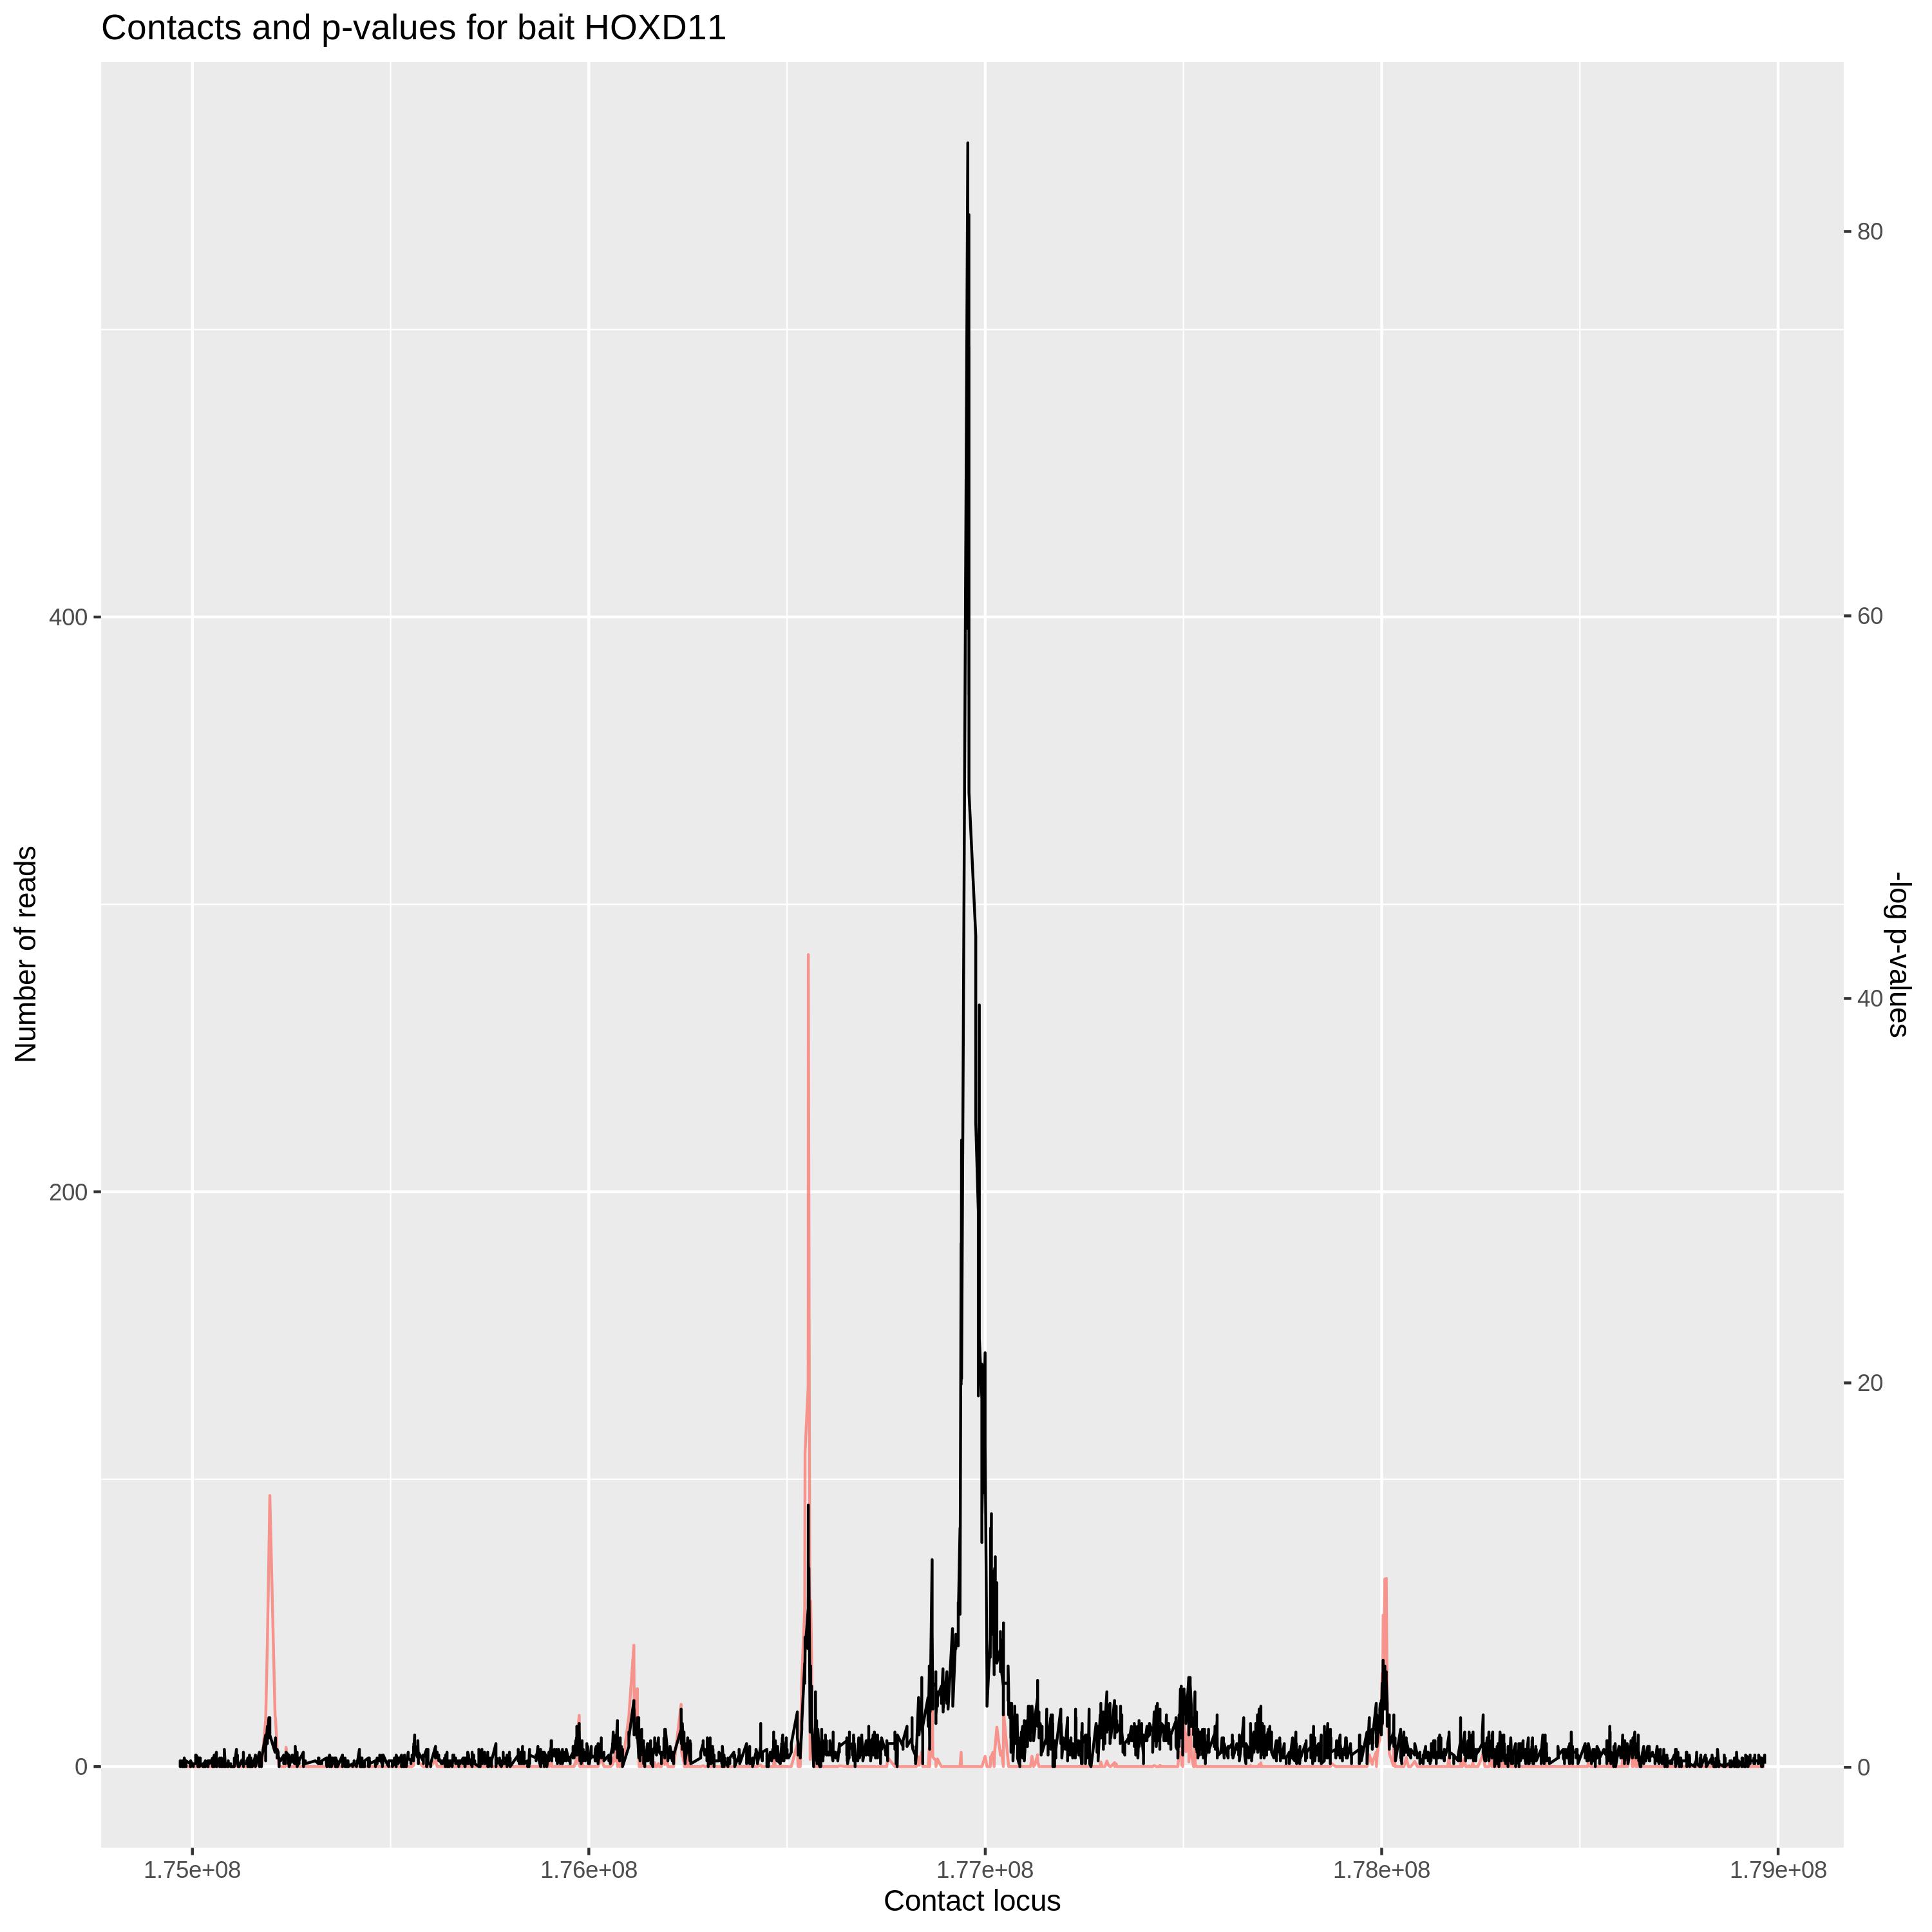 Contacts and p-values for bait HOXD11
80
400
60
Number of reads
-log p-values
40
200
20
0
0
1.75e+08
1.76e+08
1.77e+08
1.78e+08
1.79e+08
Contact locus